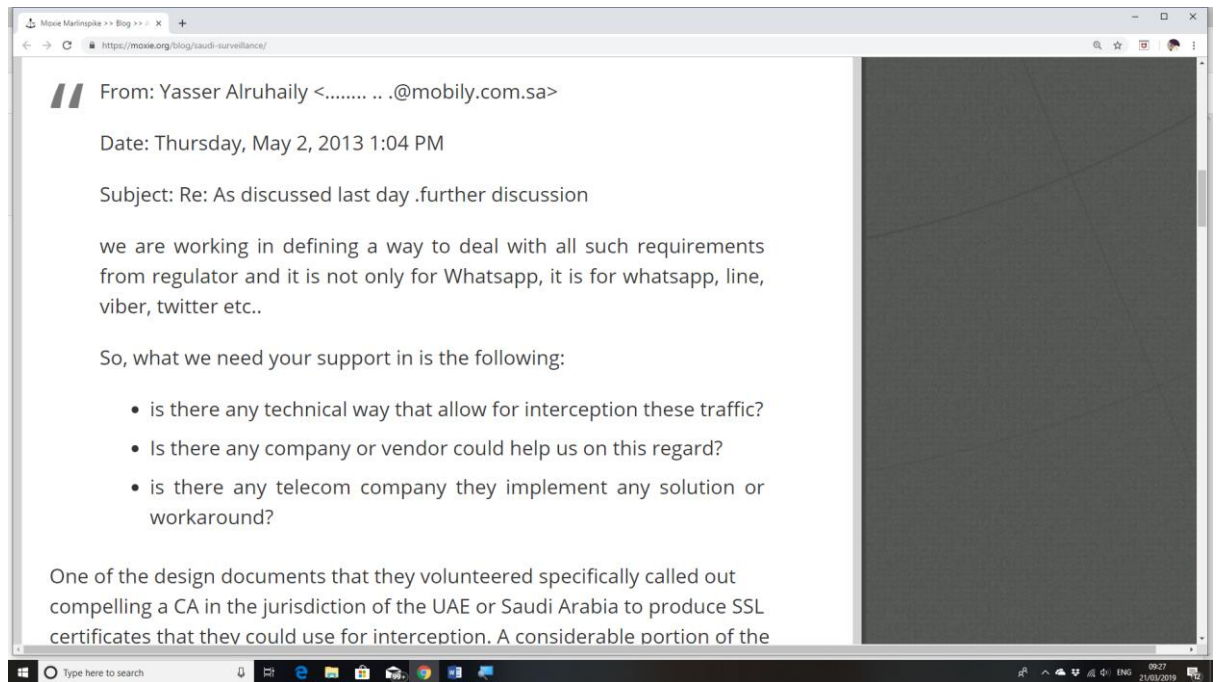 Moxie Marlinspike >> Blog >>
https://moxie.org/blog/saudi-surveillance/
From: Yasser Alruhaily <........ .. .@mobily.com.sa>
Date: Thursday, May 2, 2013 1:04 PM
Subject: Re: As discussed last day .further discussion
we are working in defining a way to deal with all such requirements
from regulator and it is not only for Whatsapp, it is for whatsapp, line,
viber, twitter etc..
So, what we need your support in is the following:
• is there any technical way that allow for interception these traffic?
• Is there any company or vendor could help us on this regard?
• is there any telecom company they implement any solution or
workaround?
One of the design documents that they volunteered specifically called out
compelling a CA in the jurisdiction of the UAE or Saudi Arabia to produce SSL
certificates that they could use for interception. A considerable portion of the
Type here to search
ENG
09:27
21/03/2019